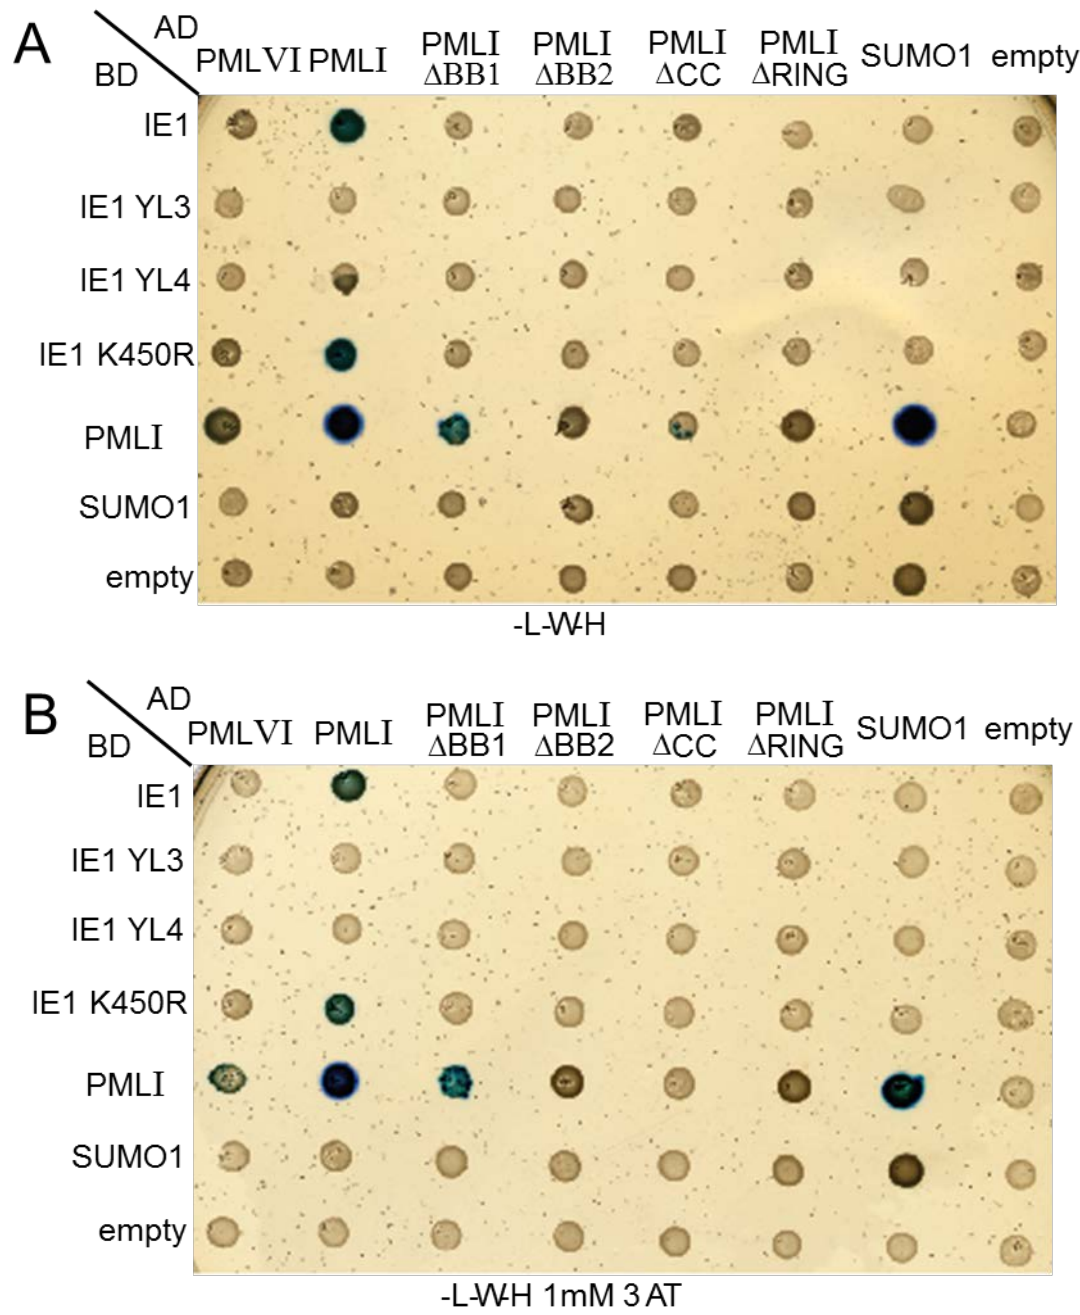 A
AD
BD
PMLVI PMLI PMLI ΔBB1 PMLI ΔBB2 PMLI ΔCC PMLI ΔRING SUMO1 empty
IE1
IE1 YL3
IE1 YL4
IE1 K450R
PMLI
SUMO1
empty
-L-W-H
B
AD
BD
PMLVI PMLI PMLI ΔBB1 PMLI ΔBB2 PMLI ΔCC PMLI ΔRING SUMO1 empty
IE1
IE1 YL3
IE1 YL4
IE1 K450R
PMLI
SUMO1
empty
-L-W-H 1mM 3 AT